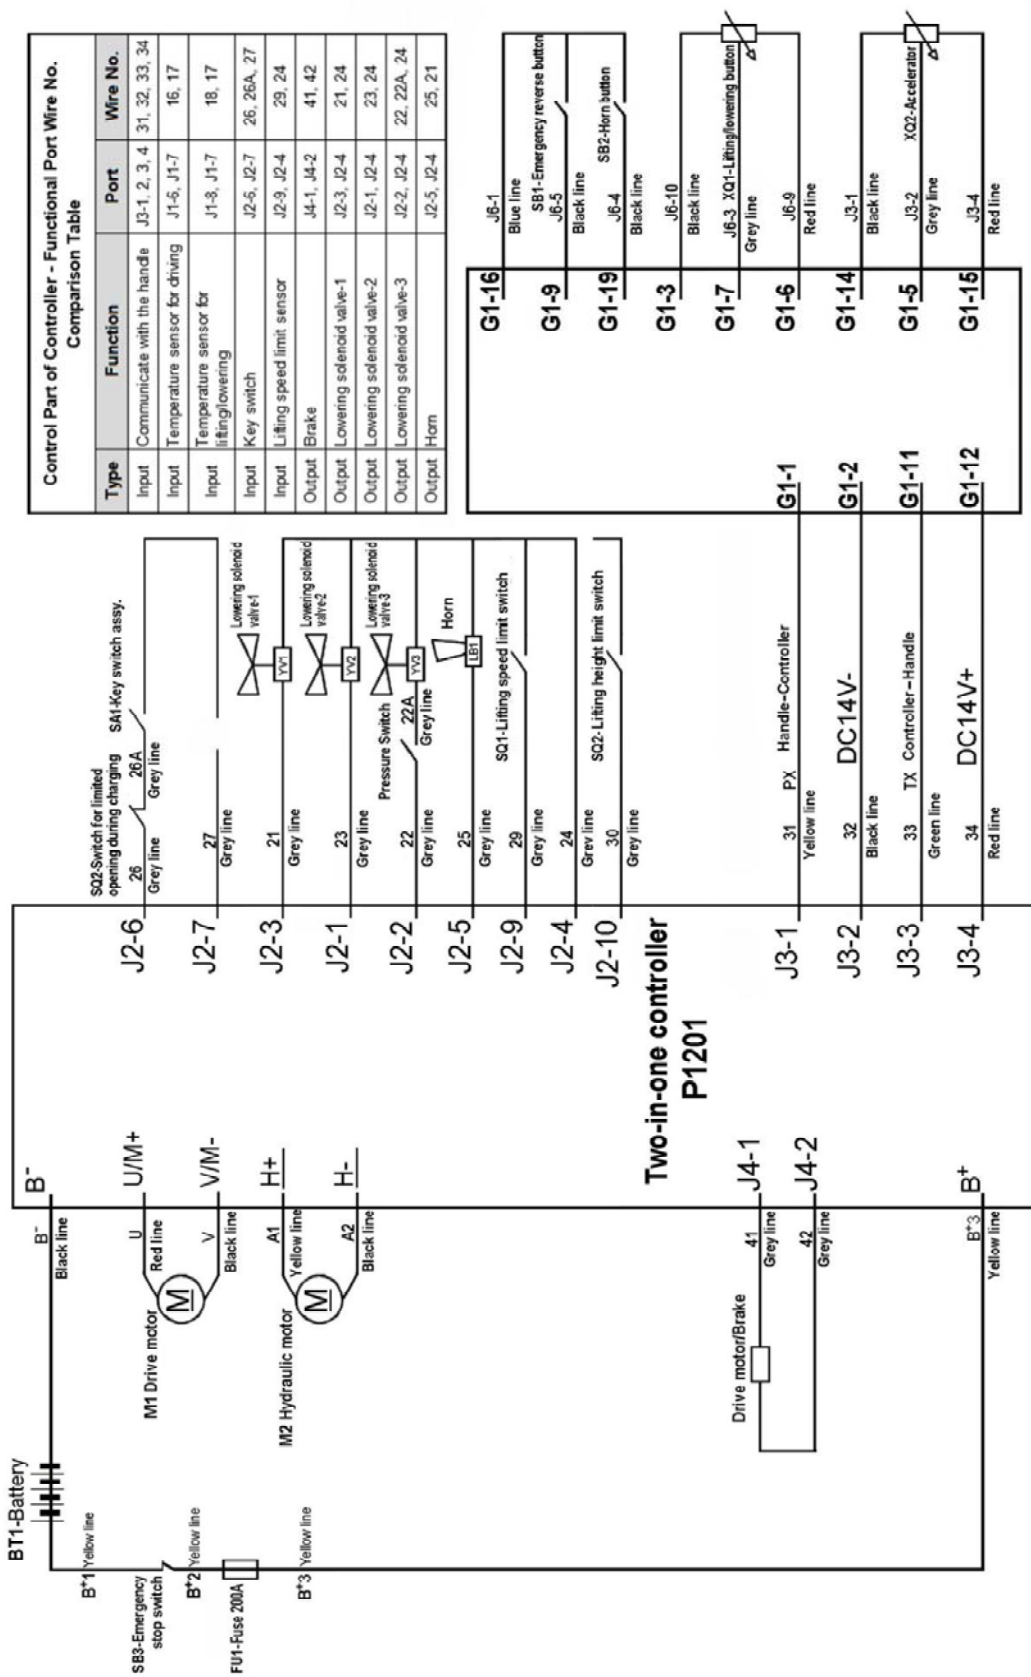 Control Part of Controller - Functional Port Wire No.
Comparison Table
Type Function Port Wire No.
Input Communicate with the handle J3-1, 2, 3, 4 31, 32, 33, 34
Input Temperature sensor for driving J1-6, J1-7 16, 17
Input Temperature sensor for
lifting/lowering J1-8, J1-7 18, 17
Input Key switch J2-6, J2-7 26, 26A, 27
Input Lifting speed limit sensor J2-9, J2-4 29, 24
Output Brake J4-1, J4-2 41, 42
Output Lowering solenoid valve-1 J2-3, J2-4 21, 24
Output Lowering solenoid valve-2 J2-1, J2-4 23, 24
Output Lowering solenoid valve-3 J2-2, J2-4 22, 22A, 24
Output Horn J2-5, J2-4 25, 21
BT1-Battery
B+1 Yellow line
SB3-Emergency
stop switch
B+2 Yellow line
FU1-Fuse 200A
B+3 Yellow line
B-
Black line
B-
U
Red line
U/M+
M
M1 Drive motor
V
Black line
V/M-
A1
Yellow line
H+
M
M2 Hydraulic motor
A2
Black line
H-
Drive motor/Brake
41
Grey line
J4-1
42
Grey line
J4-2
B+3
Yellow line
B+
Two-in-one controller
P1201
SQ2-Switch for limited
opening during charging
SA1-Key switch assy.
J2-6
26
Grey line
26A
Grey line
J2-7
27
Grey line
J2-3
21
Grey line
YV1
Lowering solenoid
valve-1
J2-1
23
Grey line
YV2
Lowering solenoid
valve-2
J2-2
22
Grey line
Pressure Switch
22A
Grey line
YV3
Lowering solenoid
valve-3
J2-5
25
Grey line
LB1
Horn
J2-9
29
Grey line
SQ1-Lifting speed limit switch
J2-4
24
Grev line
J2-10
30
Grey line
SQ2- Lifting height limit switch
J3-1
31 PX Handle-Controller
Yellow line
G1-1
J3-2
32 DC14V-
Black line
G1-2
J3-3
33 TX Controller-Handle
Green line
G1-11
J3-4
34 DC14V+
Red line
G1-12
G1-16
J6-1
Blue line
G1-9
SB1-Emergency reverse button
J6-5
Black line
G1-19
J6-4
SB2-Horn button
Black line
G1-3
J6-10
Black line
G1-7
J6-3 XQ1-Lifting/lowering button
Grey line
G1-6
J6-9
Red line
G1-14
J3-1
Black line
G1-5
J3-2
XQ2-Accelerator
Grey line
G1-15
J3-4
Red line